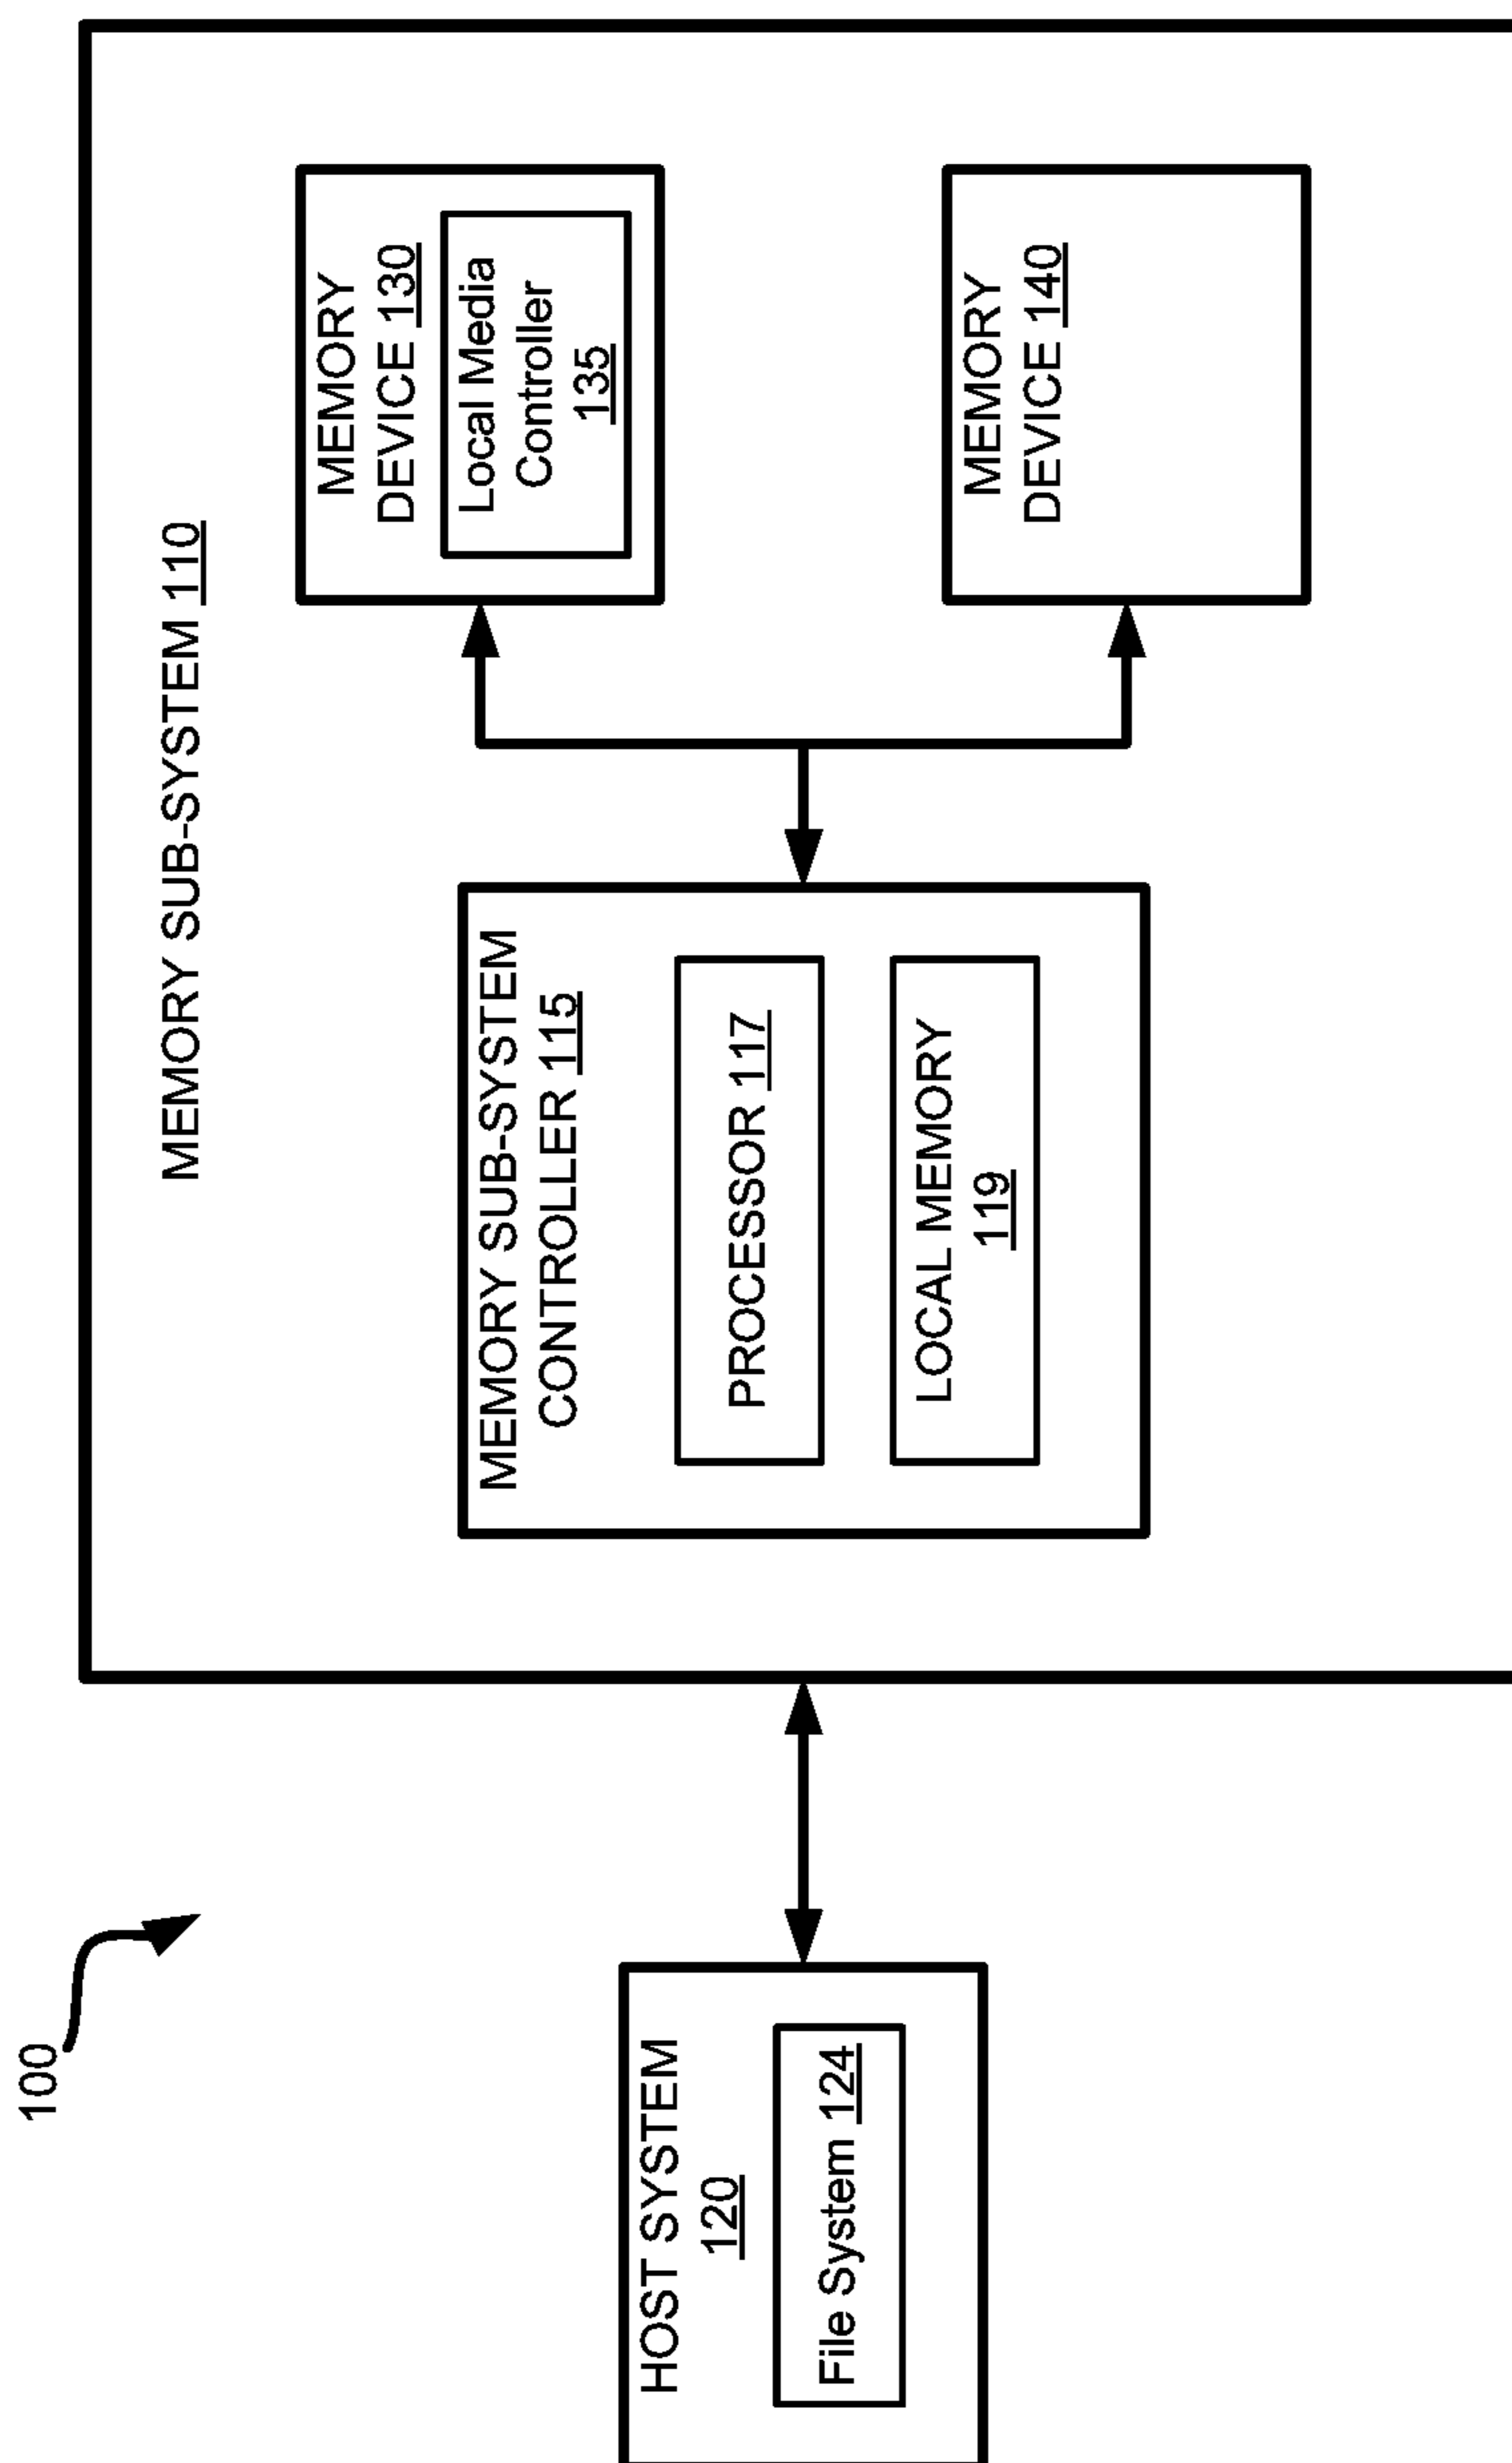 100
HOST SYSTEM
120
File System 124
MEMORY SUB-SYSTEM 110
MEMORY SUB-SYSTEM
CONTROLLER 115
PROCESSOR 117
LOCAL MEMORY
119
MEMORY
DEVICE 130
Local Media
Controller
135
MEMORY
DEVICE 140